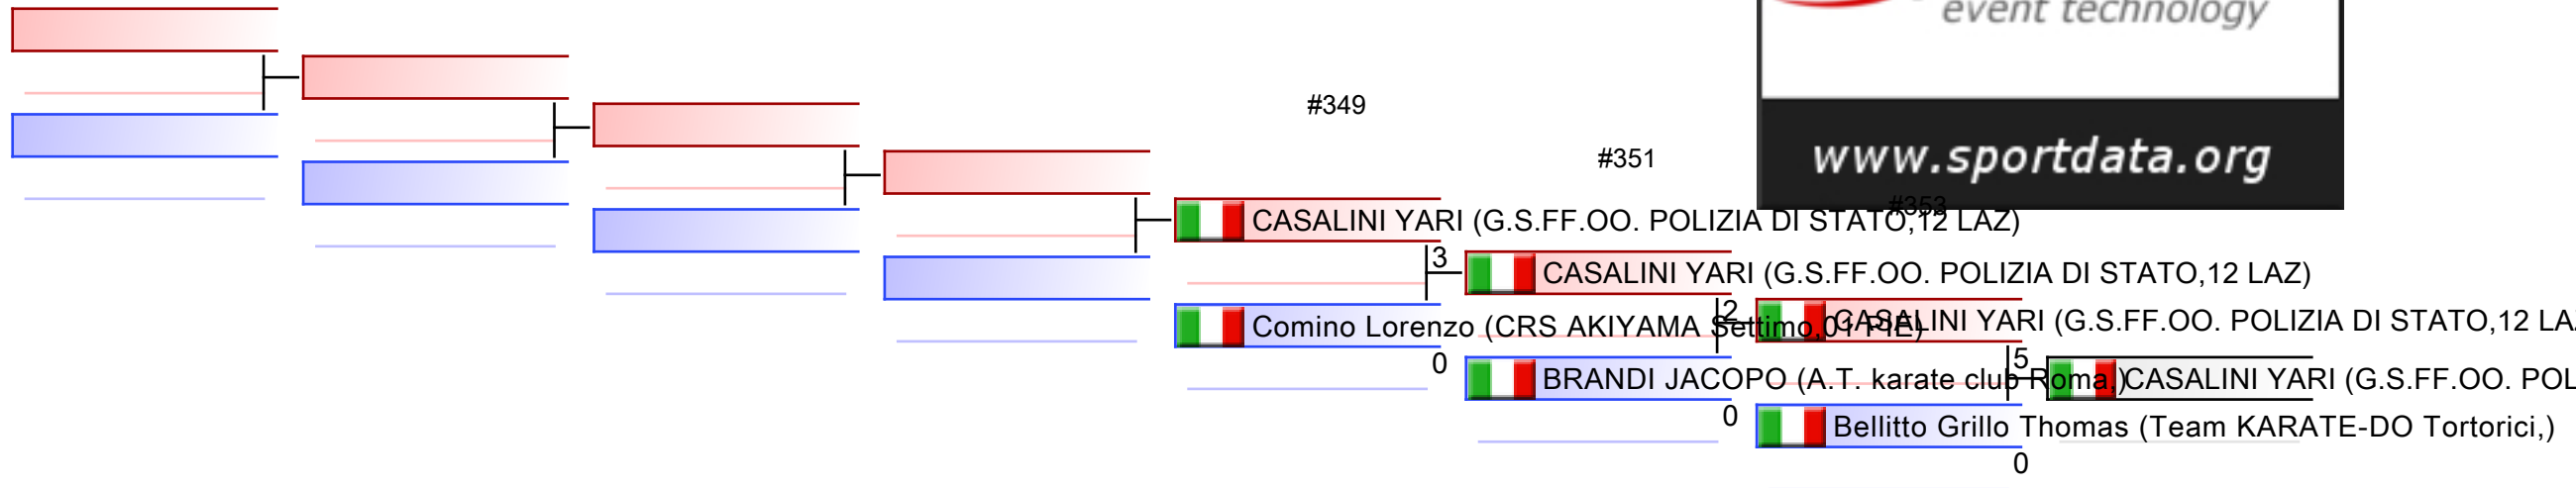 event technology
#349
#351
www.sportdata.org
#353
CASALINI YARI (G.S.FF.OO. POLIZIA DI STATO,12 LAZ)
3
CASALINI YARI (G.S.FF.OO. POLIZIA DI STATO,12 LAZ)
2
CASALINI YARI (G.S.FF.OO. POLIZIA DI STATO,12 LA
Comino Lorenzo (CRS AKIYAMA Settimo,01 PIE)
0
5
BRANDI JACOPO (A.T. karate club Roma,)
CASALINI YARI (G.S.FF.OO. POL
0
Bellitto Grillo Thomas (Team KARATE-DO Tortorici,)
0